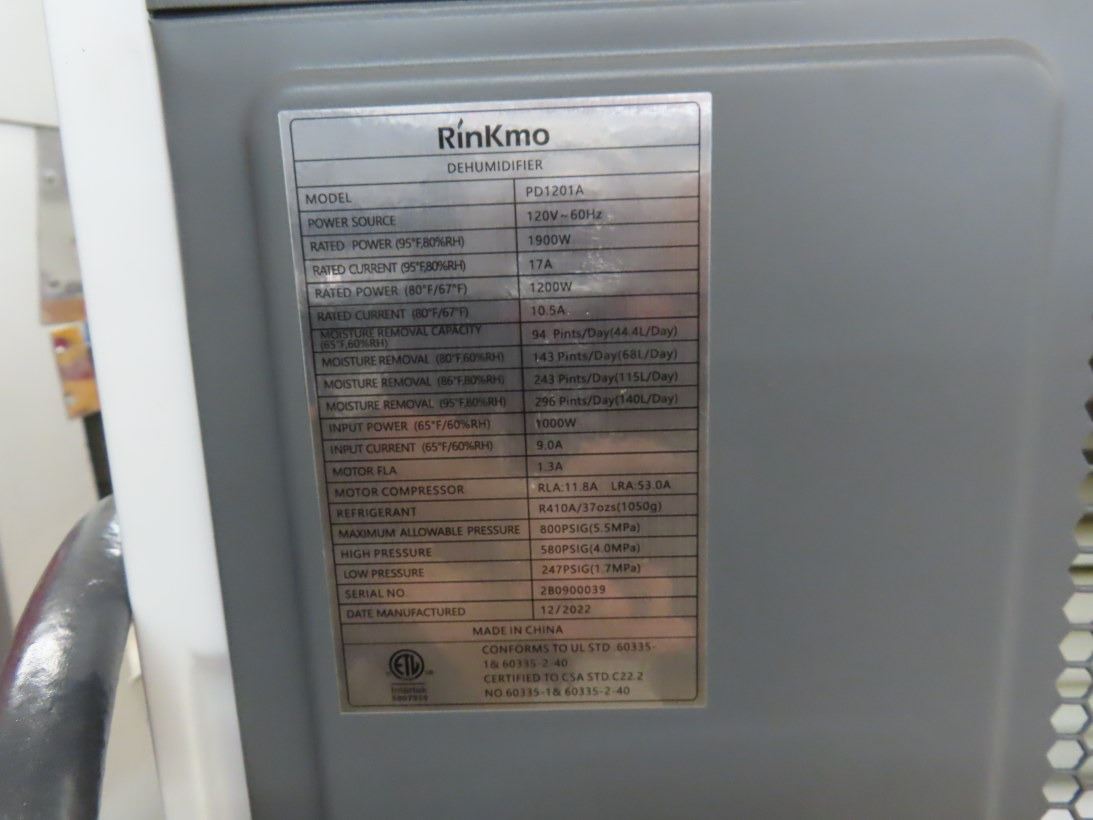 RinKmo
DEHUMIDIFIER
MODEL PD1201A
POWER SOURCE 120V~60Hz
RATED POWER (95°F,80%RH) 1900W
RATED CURRENT (95°F,80%RH) 17A
RATED POWER (80°F/67°F) 1200W
RATED CURRENT (80°F/67°F) 10.5A
MOISTURE REMOVAL CAPACITY
(65°F,60%RH) 94 Pints/Day(44.4L/Day)
MOISTURE REMOVAL (80°F,60%RH) 143 Pints/Day(68L/Day)
MOISTURE REMOVAL (86°F,80%RH) 243 Pints/Day(115L/Day)
MOISTURE REMOVAL (95°F,80%RH) 296 Pints/Day(140L/Day)
INPUT POWER (65°F/60%RH) 1000W
INPUT CURRENT (65°F/60%RH) 9.0A
MOTOR FLA 1.3A
MOTOR COMPRESSOR RLA:11.8A LRA:53.0A
REFRIGERANT R410A/37ozs(1050g)
MAXIMUM ALLOWABLE PRESSURE 800PSIG(5.5MPa)
HIGH PRESSURE 580PSIG(4.0MPa)
LOW PRESSURE 247PSIG(1.7MPa)
SERIAL NO. 2B0900039
DATE MANUFACTURED 12/2022
MADE IN CHINA
CONFORMS TO UL STD. 60335-
1& 60335-2-40
CERTIFIED TO CSA STD.C22.2
NO.60335-1& 60335-2-40
ETL
Intertek